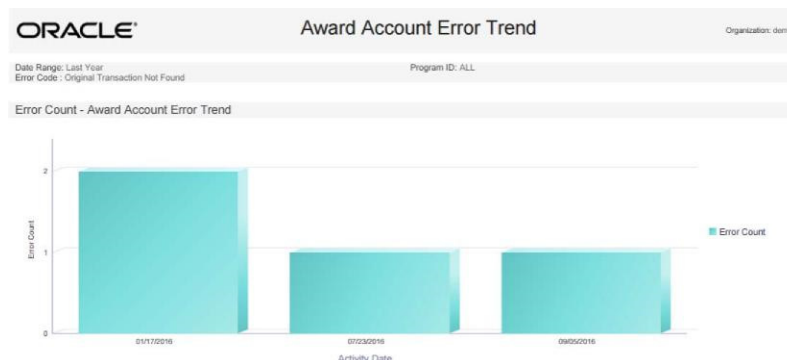 ORACLE®
Award Account Error Trend
Organization:
Date Range: Last Year
Program ID: ALL
Error Code : Original Transaction Not Found
Error Count - Award Account Error Trend
2
1
0
Error Count
01/17/2016
07/23/2016
09/05/2016
Activity Date
Error Count